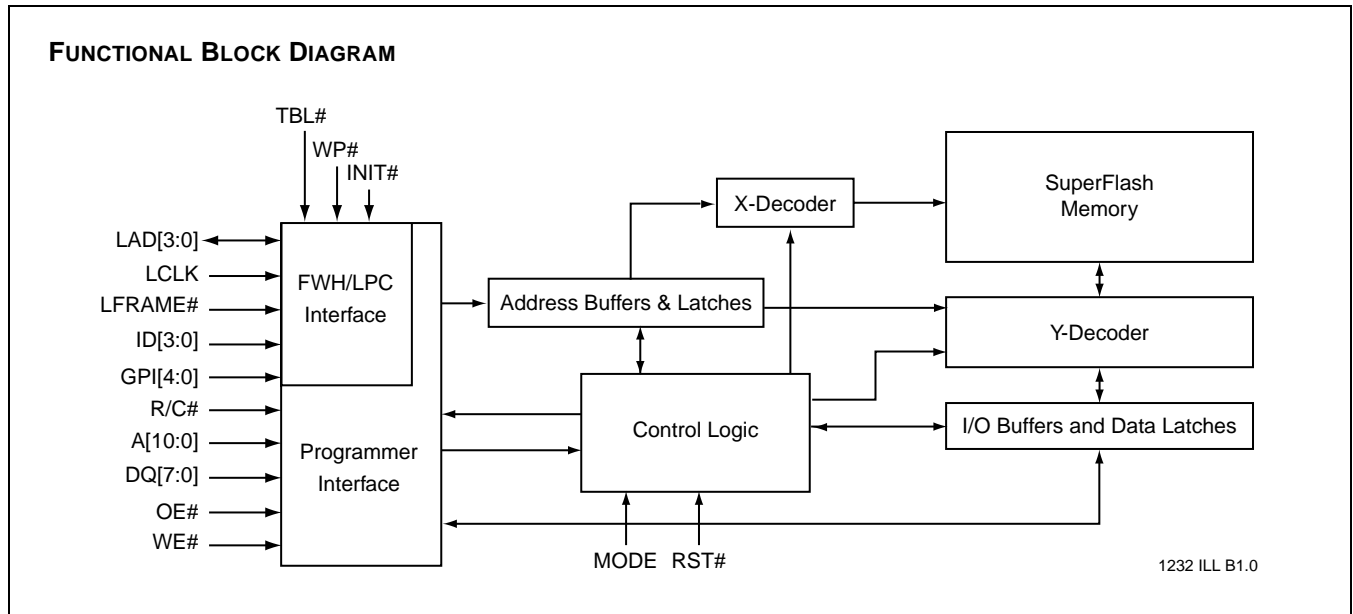 FUNCTIONAL BLOCK DIAGRAM
TBL#
WP#
INIT#
LAD[3:0]
LCLK
LFRAME#
ID[3:0]
GPI[4:0]
R/C#
A[10:0]
DQ[7:0]
OE#
WE#
FWH/LPC
Interface
Programmer
Interface
Address Buffers & Latches
X-Decoder
SuperFlash
Memory
Y-Decoder
Control Logic
I/O Buffers and Data Latches
MODE
RST#
1232 ILL B1.0